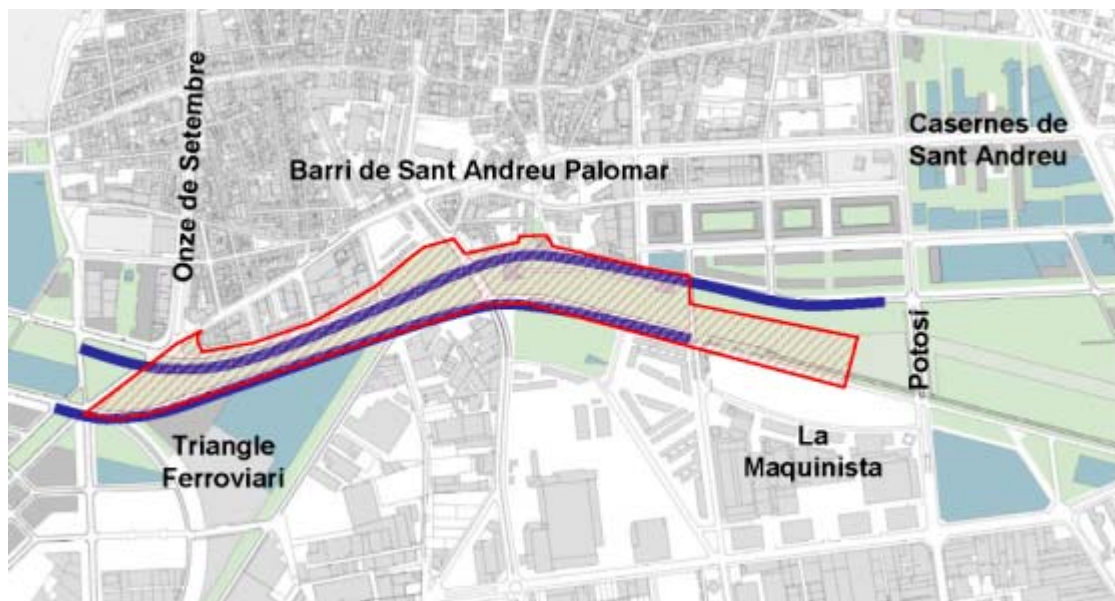 Onze de Setembre
Barri de Sant Andreu Palomar
Casernes de
Sant Andreu
Potosí
Triangle
Ferroviari
La
Maquinista